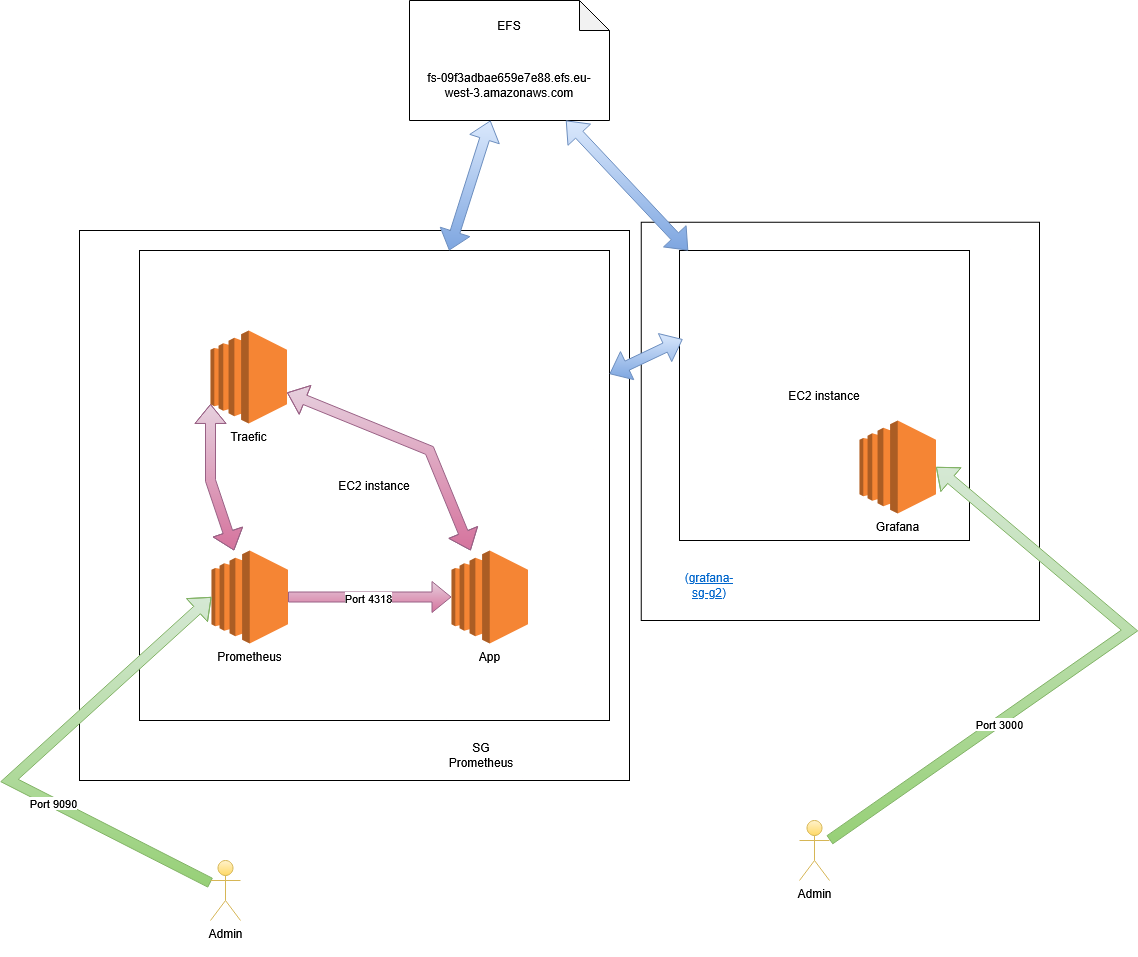 EFS
fs-09f3adbae659e7e88.efs.eu-
west-3.amazonaws.com
Traefic
EC2 instance
Prometheus
Port 4318
App
SG
Prometheus
EC2 instance
Grafana
(grafana-
sg-g2)
Port 9090
Admin
Port 3000
Admin